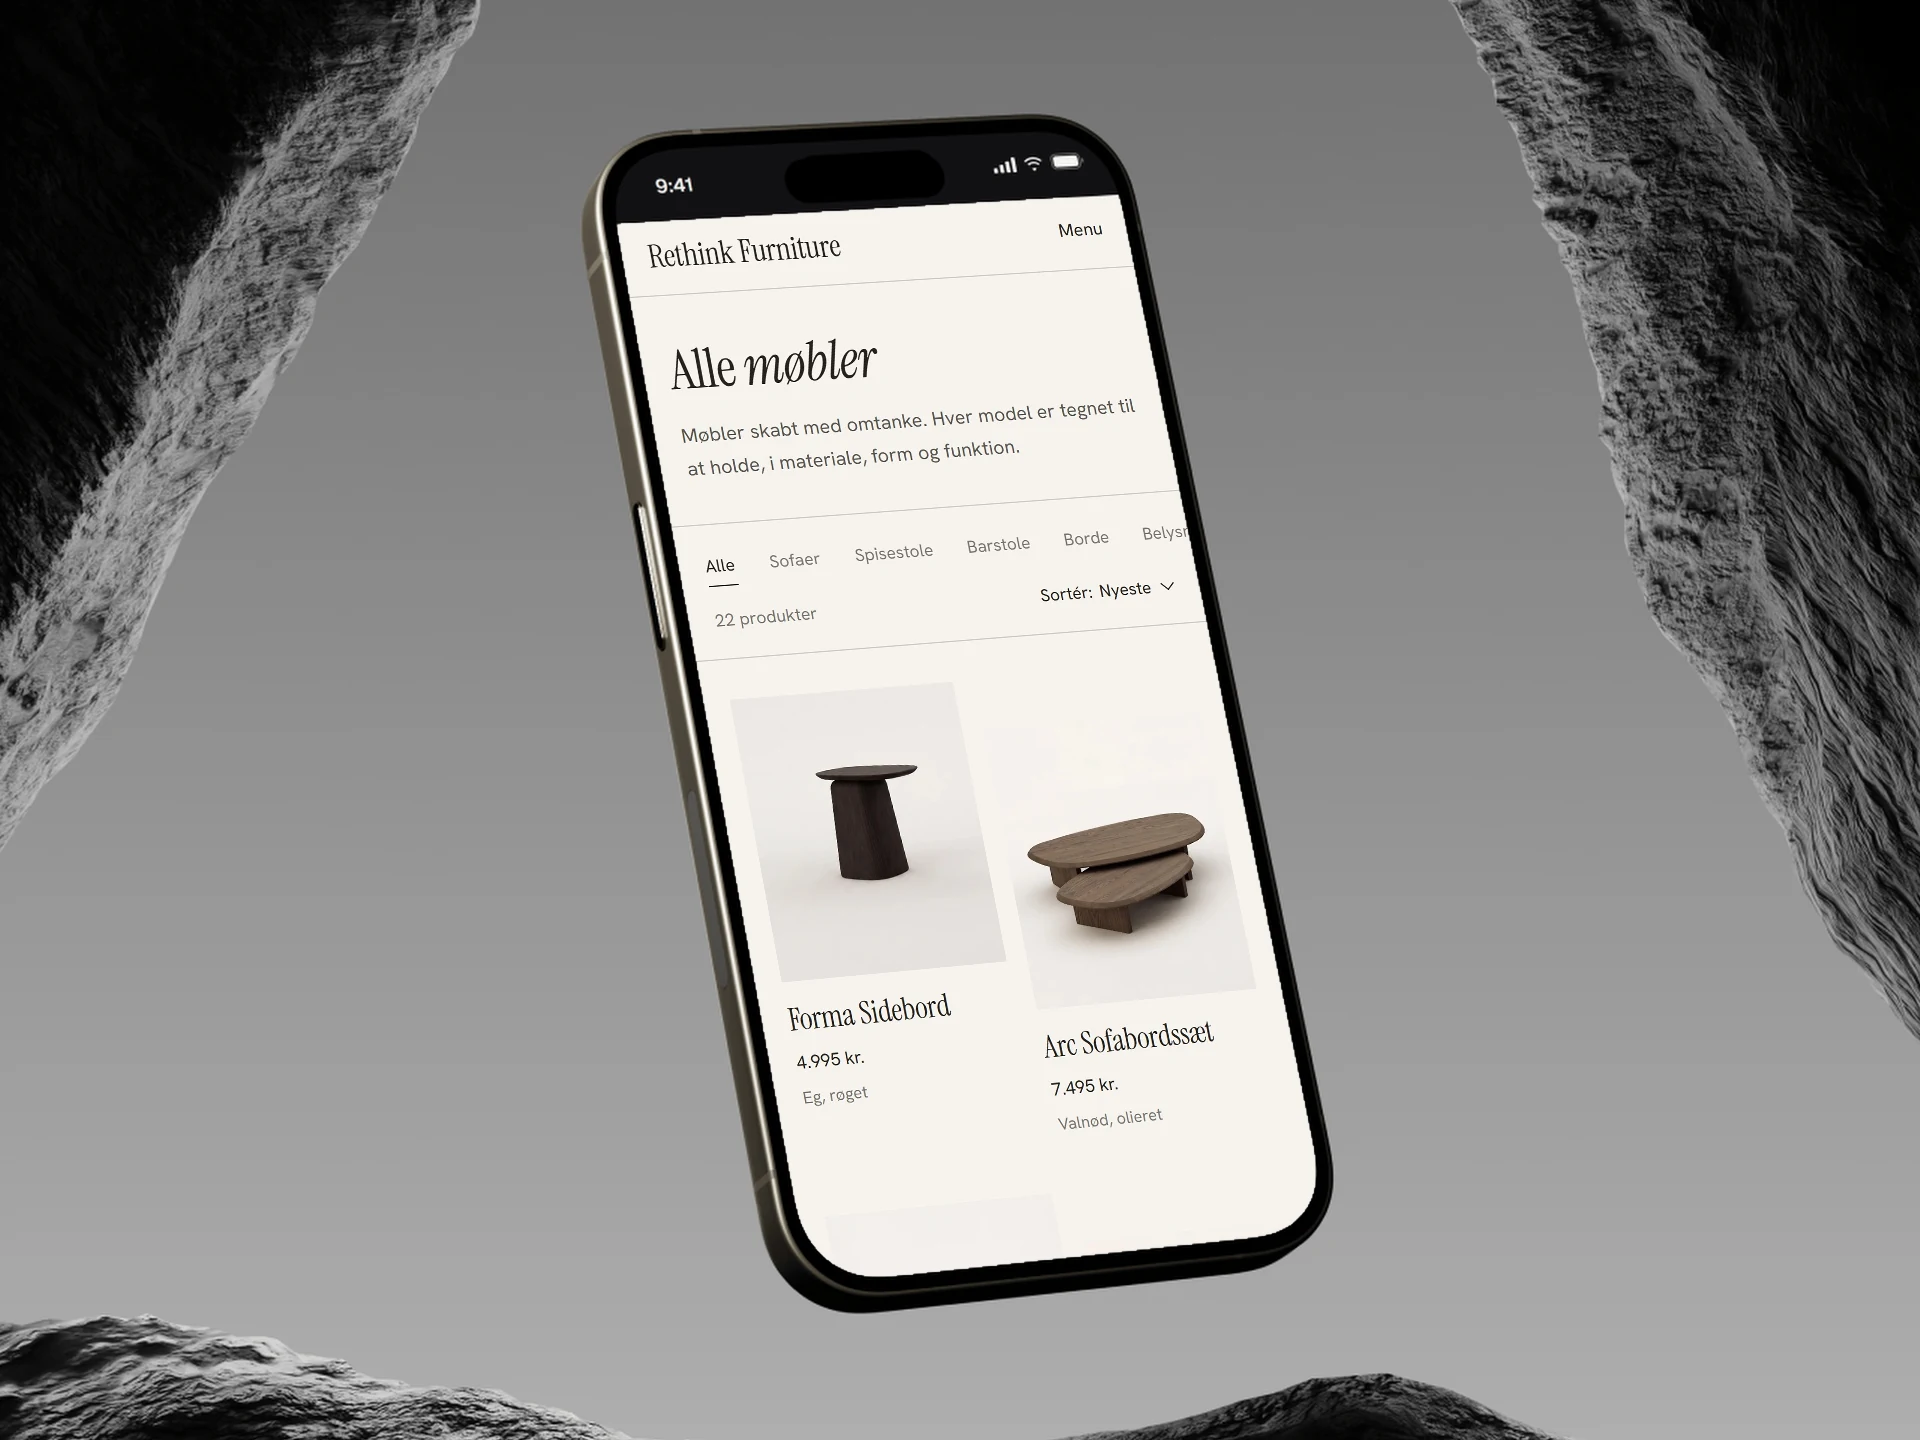 9:41
Rethink Furniture
Menu
Alle møbler
Møbler skabt med omtanke. Hver model er tegnet til
at holde, i materiale, form og funktion.
Alle Sofaer Spisestole Barstole Borde Belysn
22 produkter
Sortér: Nyeste
Forma Sidebord
4.995 kr.
Eg, røget
Arc Sofabordssæt
7.495 kr.
Valnød, olieret